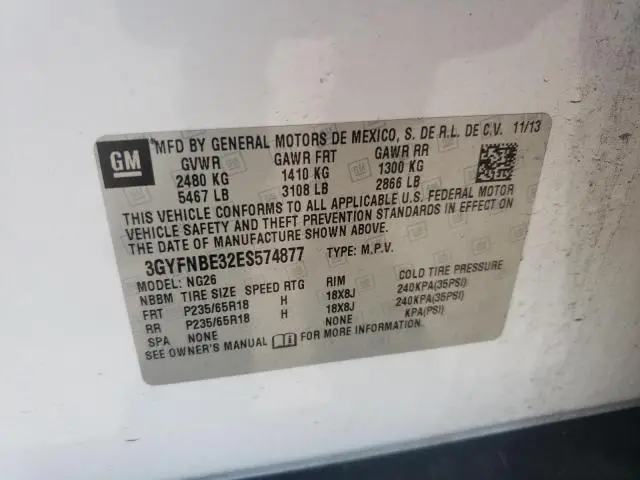 GM
*MFD BY GENERAL MOTORS DE MEXICO, S. DE R.L. DE C.V. 11/13
GVWR GAWR FRT GAWR RR
2480 KG 1410 KG 1300 KG
5467 LB 3108 LB 2866 LB
THIS VEHICLE CONFORMS TO ALL APPLICABLE U.S. FEDERAL MOTOR
VEHICLE SAFETY AND THEFT PREVENTION STANDARDS IN EFFECT ON
THE DATE OF MANUFACTURE SHOWN ABOVE.
3GYFNBE32ES574877 TYPE: M.P.V.
MODEL: NG26
NBBM TIRE SIZE SPEED RTG RIM COLD TIRE PRESSURE
FRT P235/65R18 H 18X8J 240KPA(35PSI)
RR P235/65R18 H 18X8J 240KPA(35PSI)
SPA NONE NONE KPA(PSI)
SEE OWNER'S MANUAL FOR MORE INFORMATION.